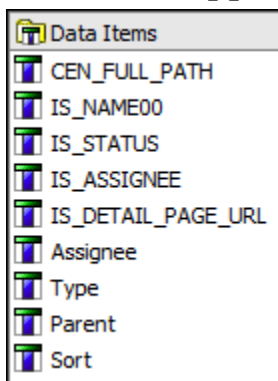 Data Items
CEN_FULL_PATH
IS_NAME00
IS_STATUS
IS_ASSIGNEE
IS_DETAIL_PAGE_URL
Assignee
Type
Parent
Sort